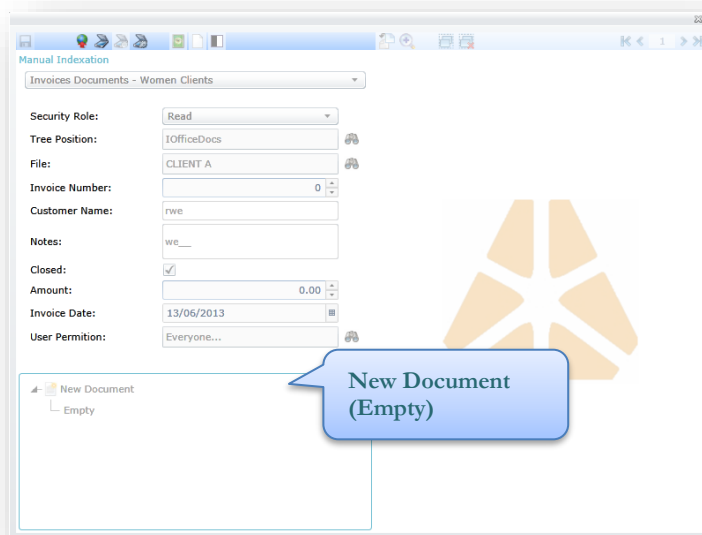 1
Manual Indexation
Invoices Documents - Women Clients
Security Role: Read
Tree Position: IOfficeDocs
File: CLIENT A
Invoice Number: 0
Customer Name: rwe
Notes: we__
Closed:
Amount: 0.00
Invoice Date: 13/06/2013
User Permition: Everyone...
New Document
Empty
New Document
(Empty)